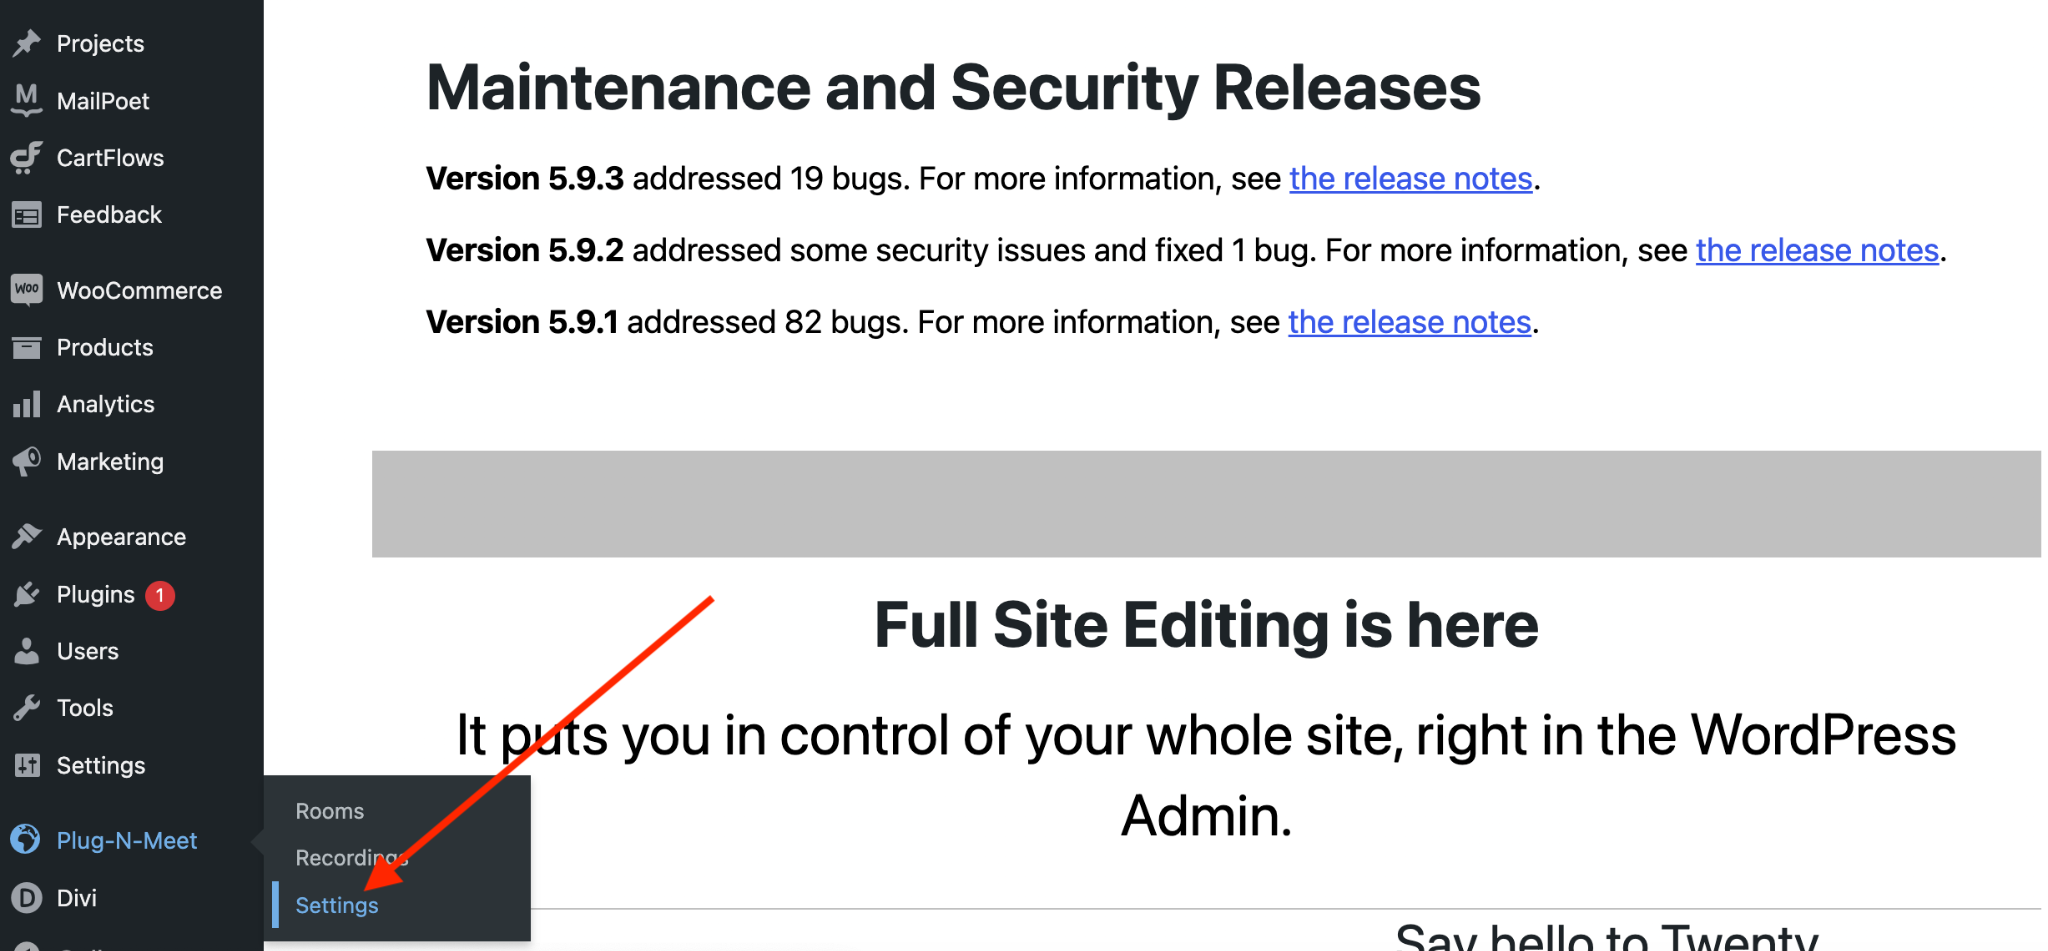 Projects
MailPoet
CartFlows
Feedback
WooCommerce
Products
Analytics
Marketing
Appearance
Plugins 1
Users
Tools
Settings
Plug-N-Meet
Divi
Rooms
Recordings
Settings
Maintenance and Security Releases
Version 5.9.3 addressed 19 bugs. For more information, see the release notes.
Version 5.9.2 addressed some security issues and fixed 1 bug. For more information, see the release notes.
Version 5.9.1 addressed 82 bugs. For more information, see the release notes.
Full Site Editing is here
It puts you in control of your whole site, right in the WordPress
Admin.
Say hello to Twenty